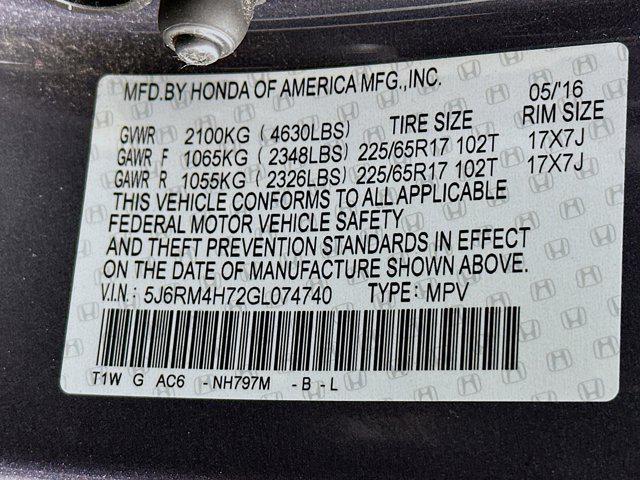 MFD.BY HONDA OF AMERICA MFG.,INC. 05/'16
GVWR 2100KG (4630LBS) TIRE SIZE RIM SIZE
GAWR F 1065KG (2348LBS) 225/65R17 102T 17X7J
GAWR R 1055KG (2326LBS) 225/65R17 102T 17X7J
THIS VEHICLE CONFORMS TO ALL APPLICABLE
FEDERAL MOTOR VEHICLE SAFETY
AND THEFT PREVENTION STANDARDS IN EFFECT
ON THE DATE OF MANUFACTURE SHOWN ABOVE.
V.I.N.: 5J6RM4H72GL074740 TYPE: MPV
T1W G AC6 -NH797M -B -L